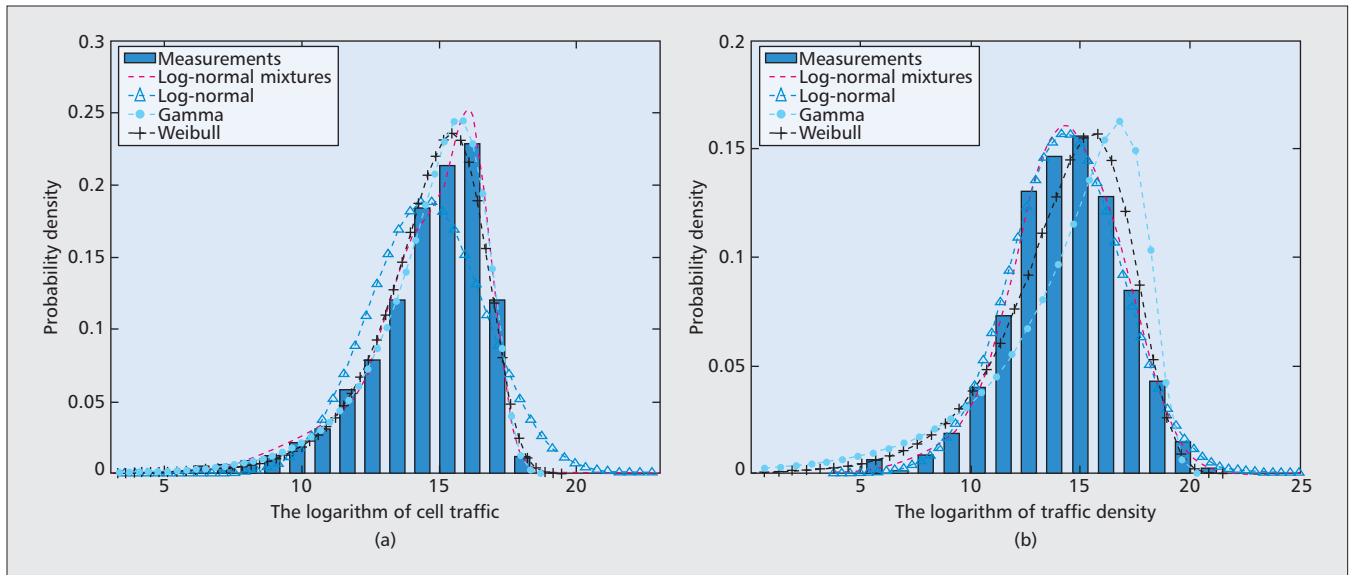 0.3
0.25
0.2
0.15
0.1
0.05
0
Probability density
Measurements
Log-normal mixtures
Log-normal
Gamma
Weibull
5
10
15
20
The logarithm of cell traffic
(a)
0.2
0.15
0.1
0.05
0
Probability density
Measurements
Log-normal mixtures
Log-normal
Gamma
Weibull
5
10
15
20
25
The logarithm of traffic density
(b)